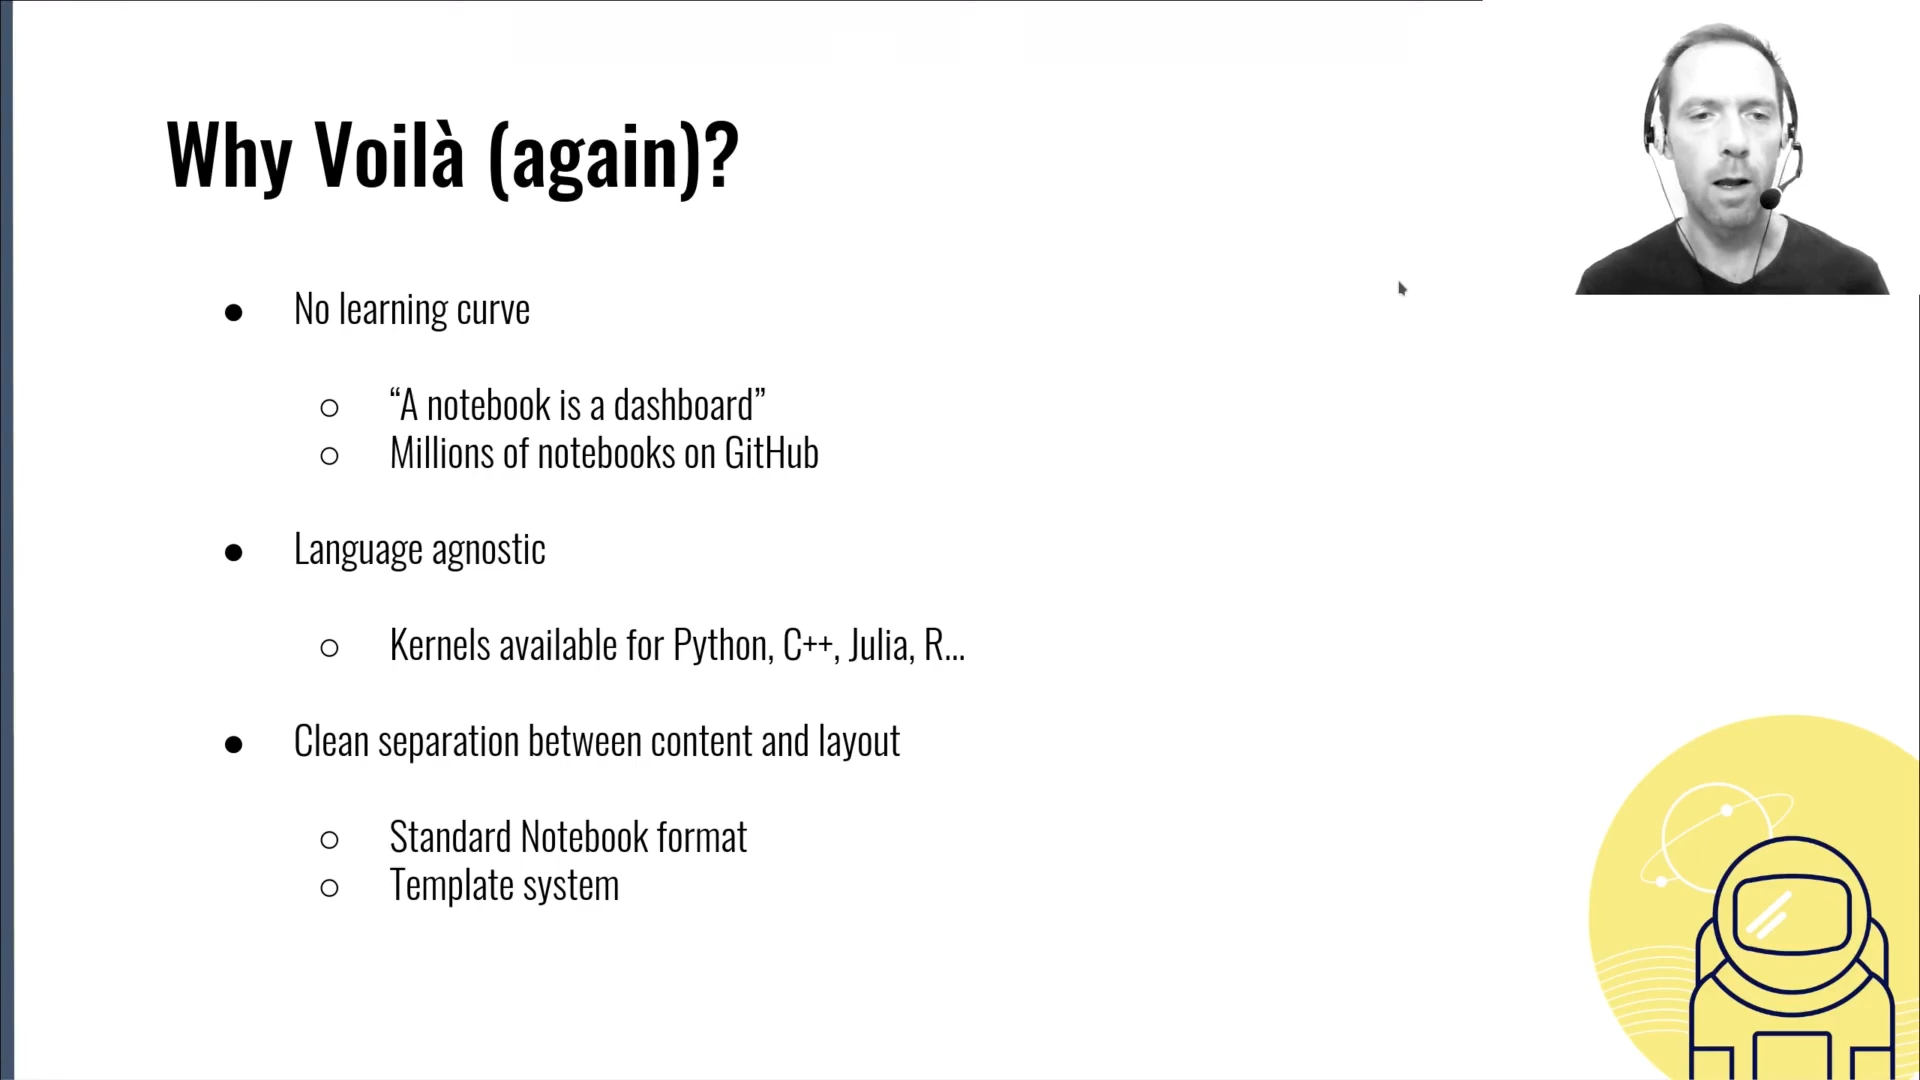 Why Voilà (again)?
● No learning curve
○ “A notebook is a dashboard”
○ Millions of notebooks on GitHub
● Language agnostic
○ Kernels available for Python, C++, Julia, R...
● Clean separation between content and layout
○ Standard Notebook format
○ Template system